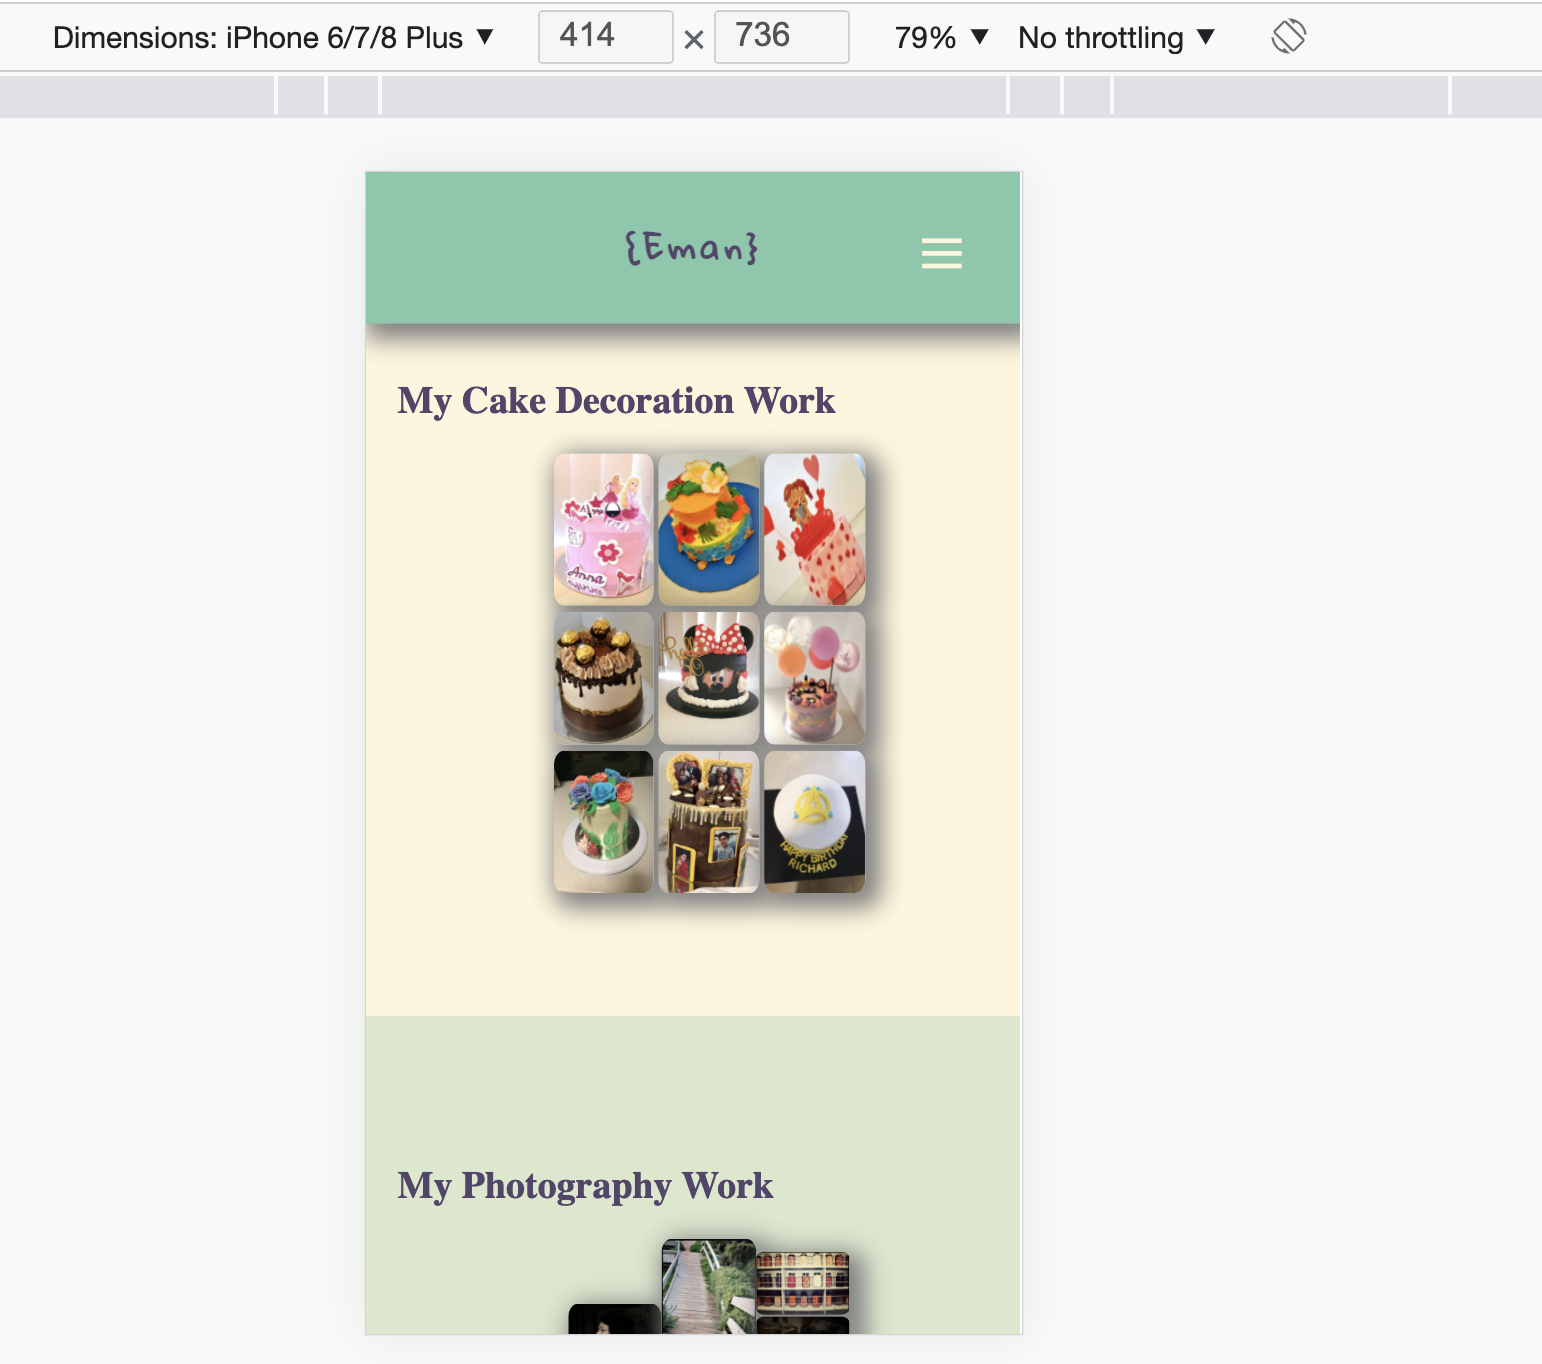 Dimensions: iPhone 6/7/8 Plus ▼ 414 × 736 79% ▼ No throttling ▼
{Eman}
My Cake Decoration Work
Anna
hello
HAPPY BIRTHDAY
RICHARD
My Photography Work